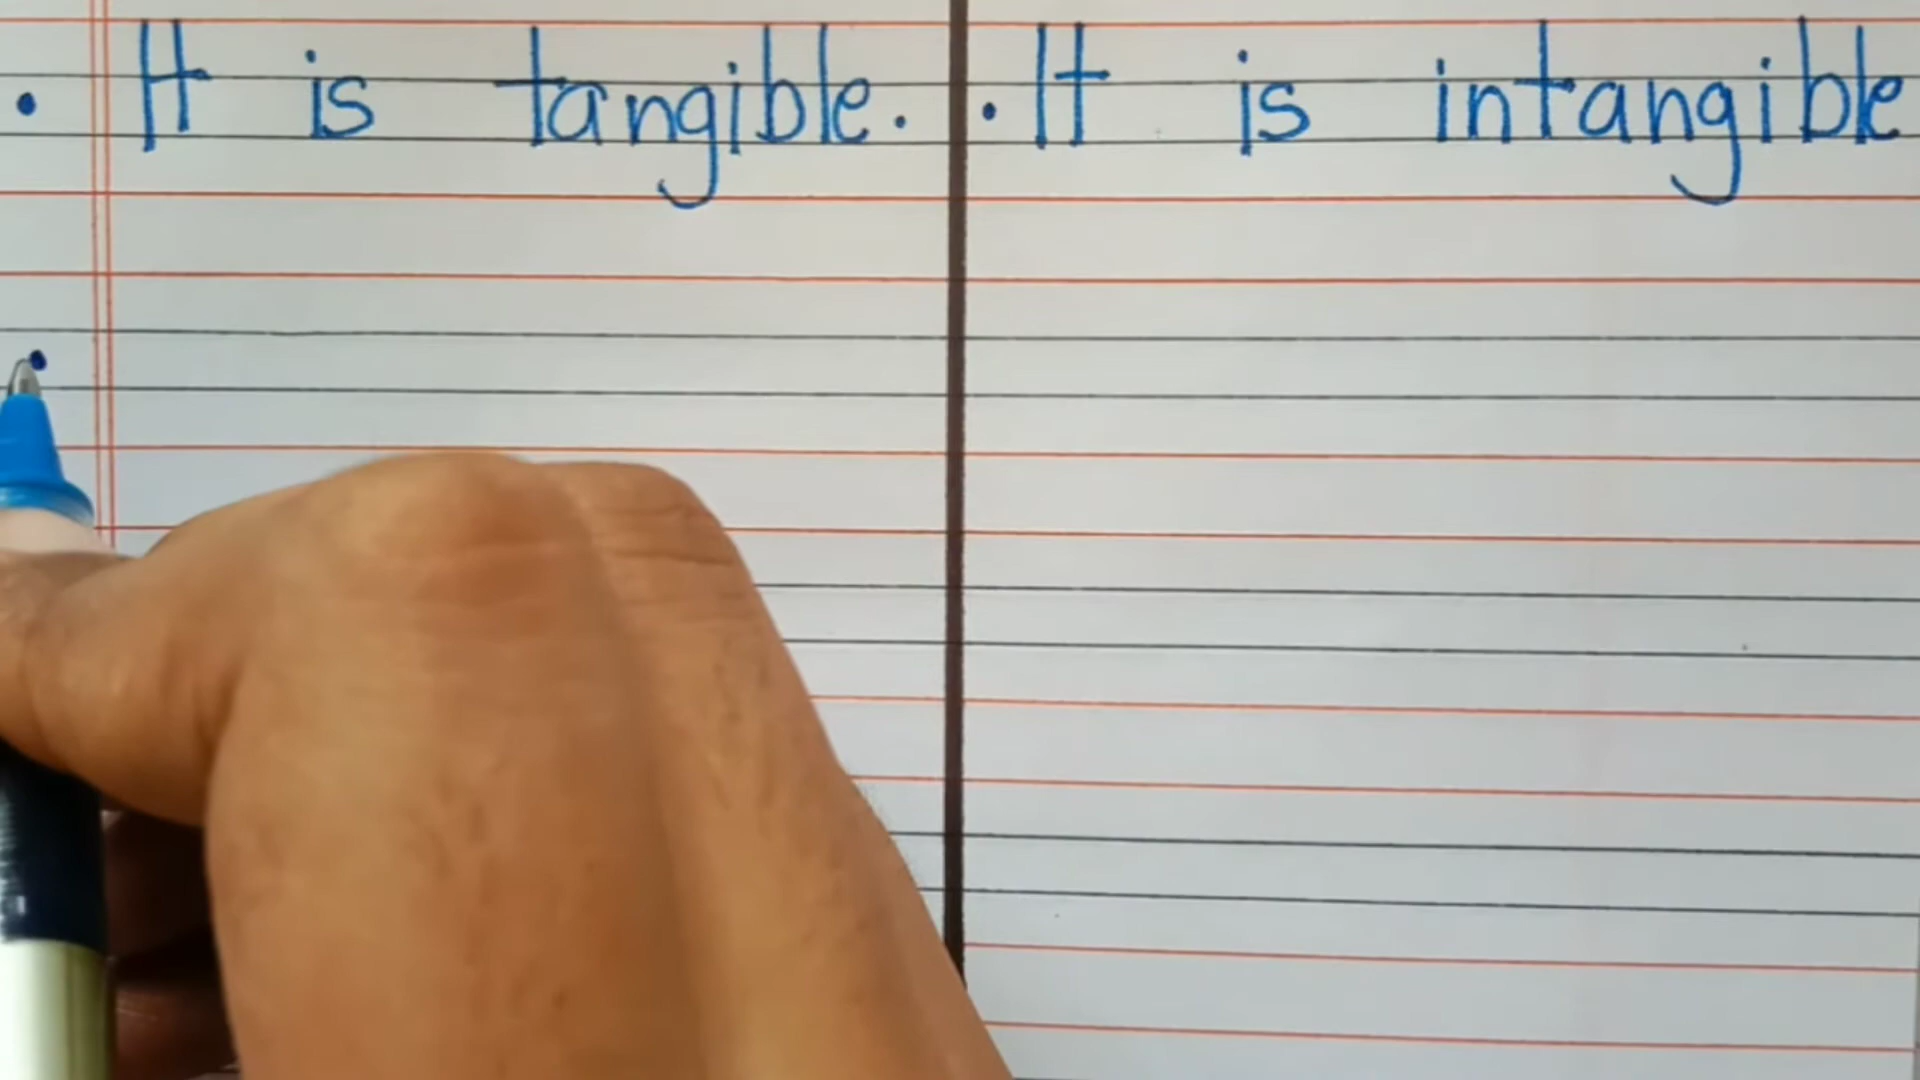 • It is tangible. • It is intangible
•